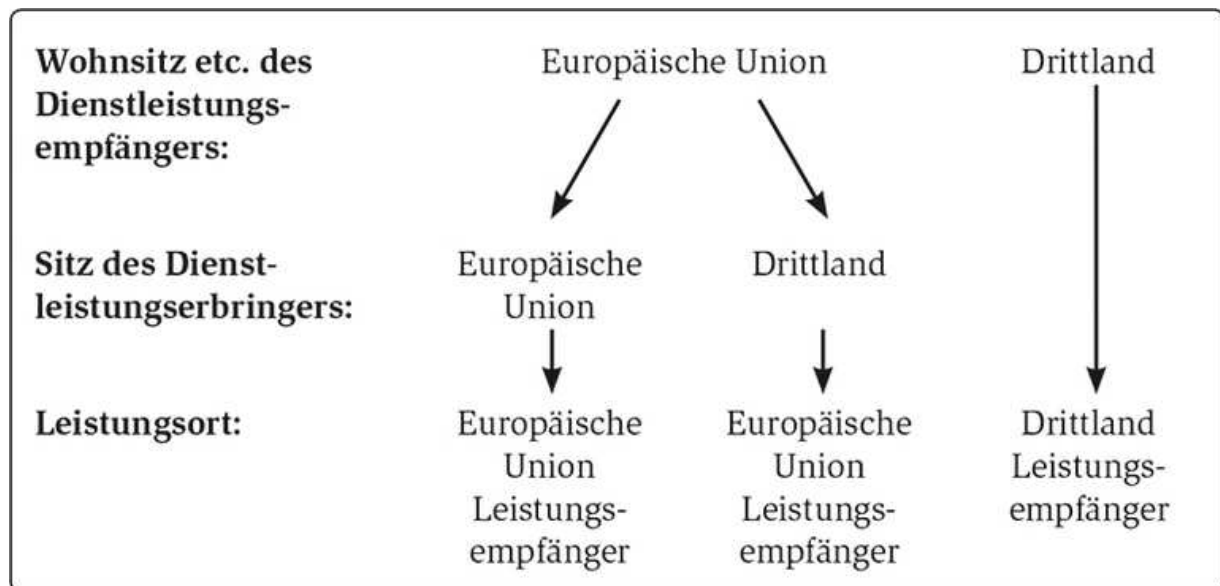 Wohnsitz etc. des
Dienstleistungs-
empfängers:
Europäische Union
Drittland
Sitz des Dienst-
leistungserbringers:
Europäische
Union
Drittland
Leistungsort:
Europäische
Union
Leistungs-
empfänger
Europäische
Union
Leistungs-
empfänger
Drittland
Leistungs-
empfänger